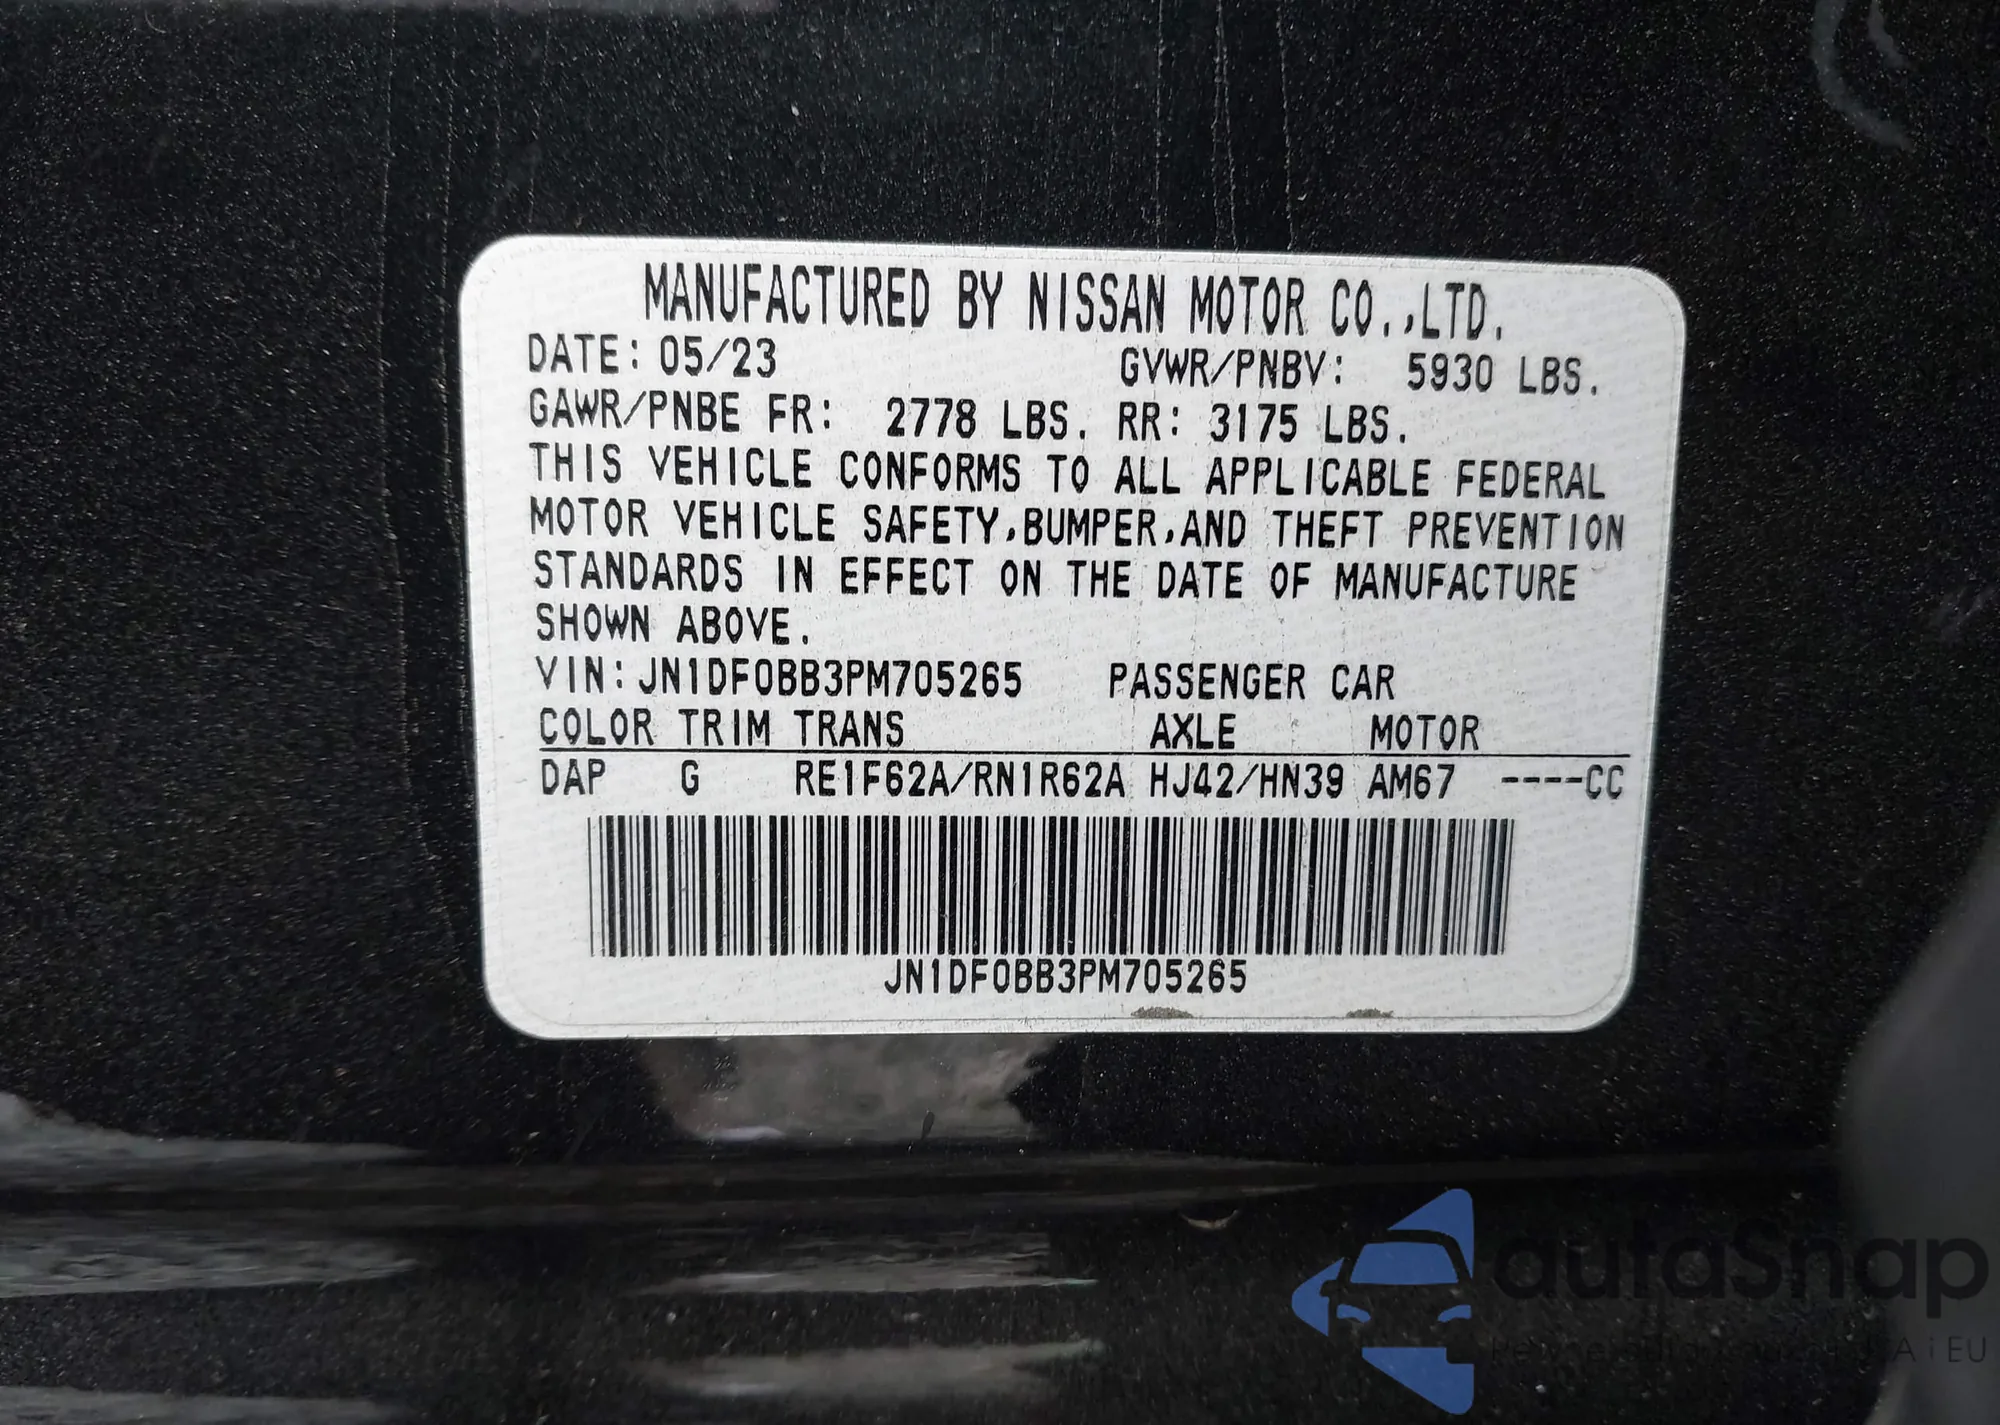 MANUFACTURED BY NISSAN MOTOR CO.,LTD.
DATE: 05/23 GVWR/PNBV: 5930 LBS.
GAWR/PNBE FR: 2778 LBS. RR: 3175 LBS.
THIS VEHICLE CONFORMS TO ALL APPLICABLE FEDERAL
MOTOR VEHICLE SAFETY,BUMPER,AND THEFT PREVENTION
STANDARDS IN EFFECT ON THE DATE OF MANUFACTURE
SHOWN ABOVE.
VIN:JN1DF0BB3PM705265 PASSENGER CAR
COLOR TRIM TRANS AXLE MOTOR
DAP G RE1F62A/RN1R62A HJ42/HN39 AM67 ----CC
JN1DF0BB3PM705265
autoSnap
i EU